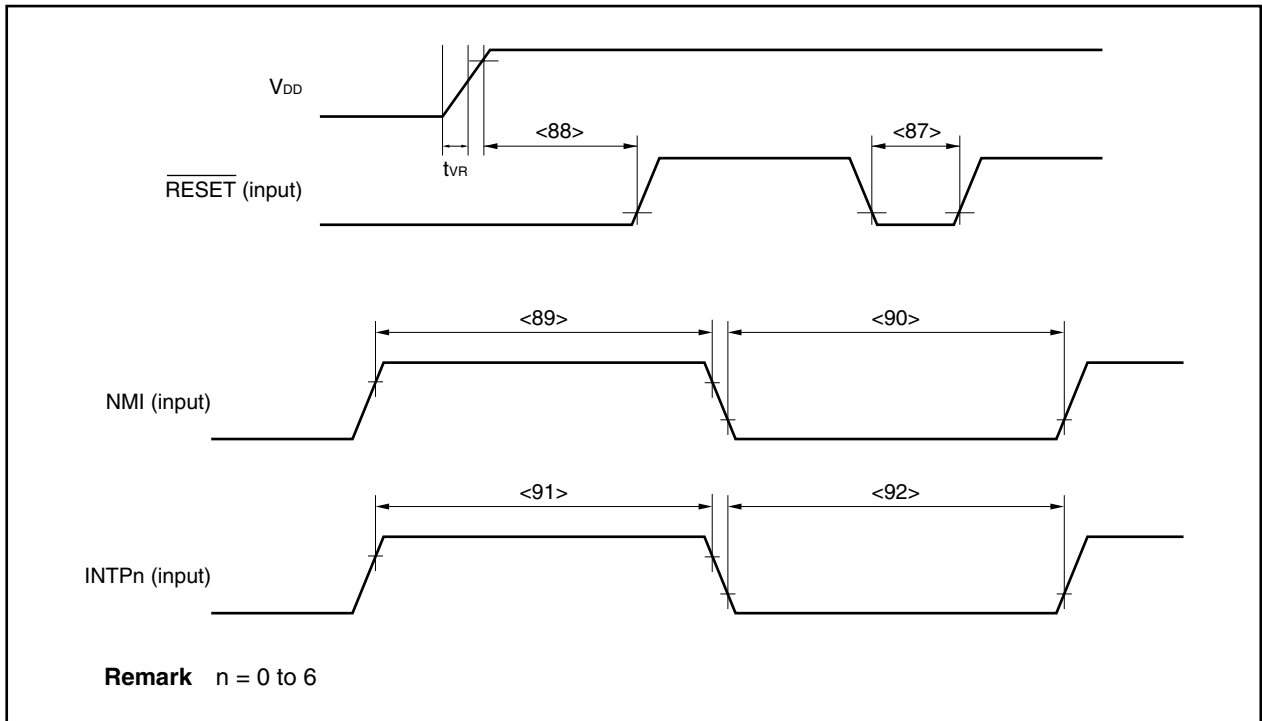 VDD
<88>
<87>
tVR
RESET (input)
<89>
<90>
NMI (input)
<91>
<92>
INTPn (input)
Remark n = 0 to 6